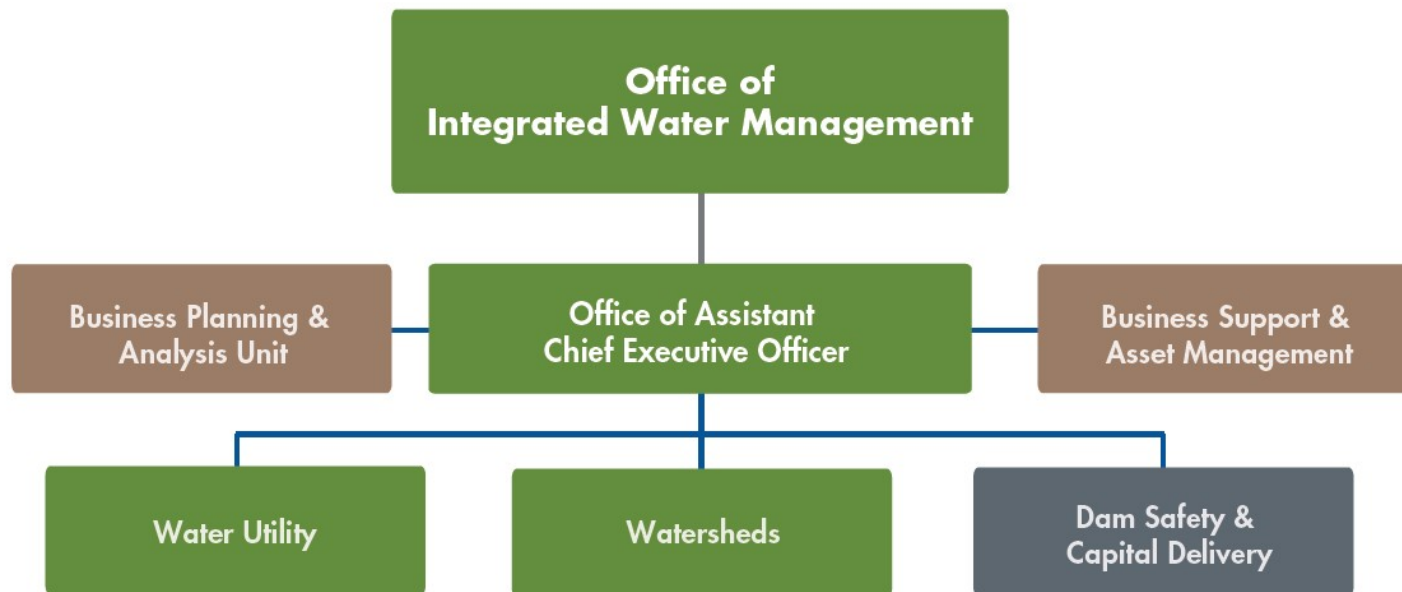 Office of
Integrated Water Management
Business Planning &
Analysis Unit
Office of Assistant
Chief Executive Officer
Business Support &
Asset Management
Water Utility
Watersheds
Dam Safety &
Capital Delivery